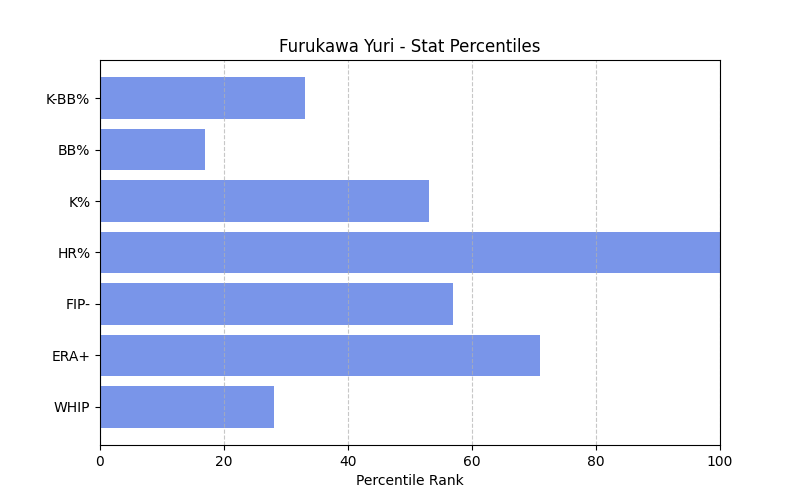 Furukawa Yuri - Stat Percentiles
K-BB%
BB%
K%
HR%
FIP-
ERA+
WHIP
0 20 40 60 80 100
Percentile Rank